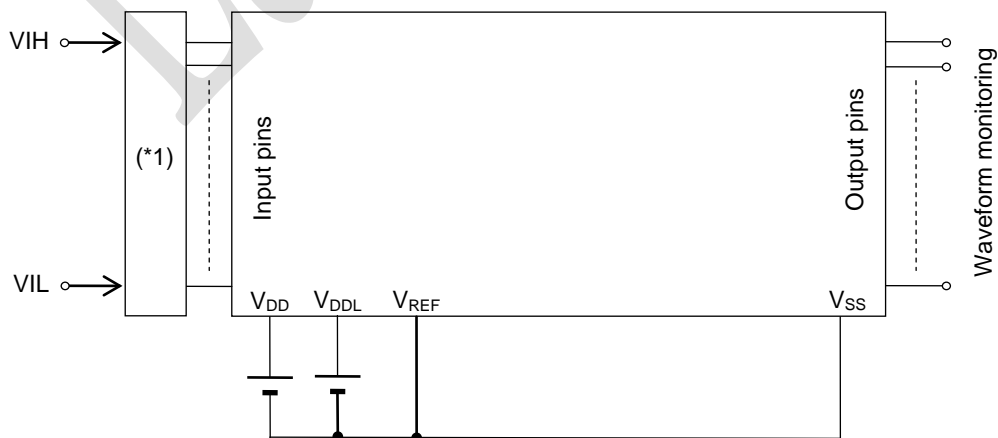 VIH
(*1)
VIL
Input pins
Output pins
Waveform monitoring
VDD
VDDL
VREF
VSS